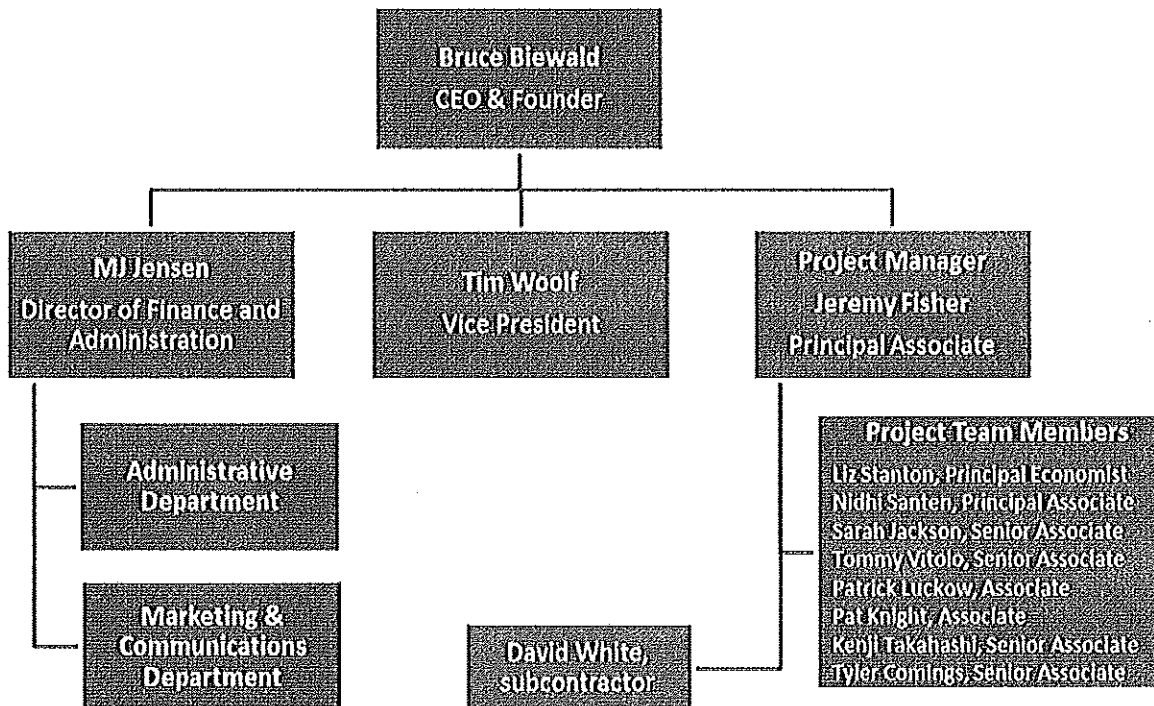 Bruce Biewald
CEO & Founder
MJ Jensen
Director of Finance and
Administration
Tim Woolf
Vice President
Project Manager
Jeremy Fisher
Principal Associate
Administrative
Department
Marketing &
Communications
Department
David White,
subcontractor
Project Team Members
Liz Stanton, Principal Economist
Nidhi Santen, Principal Associate
Sarah Jackson, Senior Associate
Tommy Vitolo, Senior Associate
Patrick Luckow, Associate
Pat Knight, Associate
Kenji Takahashi, Senior Associate
Tyler Comings, Senior Associate